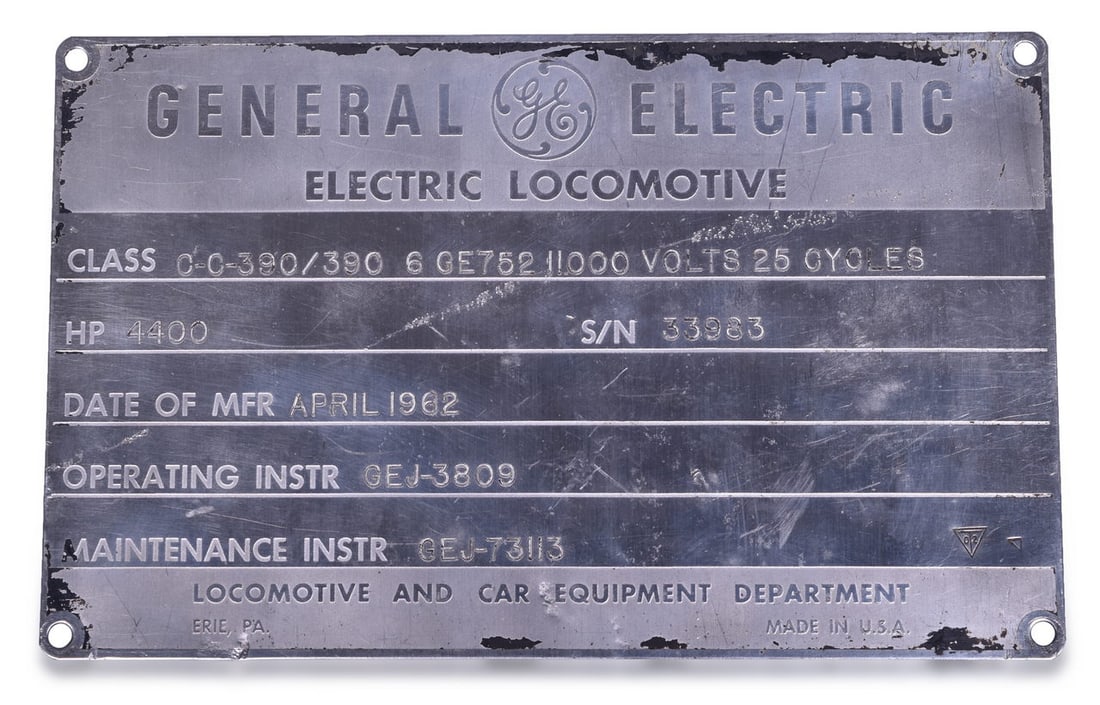 GENERAL GE ELECTRIC
ELECTRIC LOCOMOTIVE
CLASS C-C-390/390 6 GE752 11000 VOLTS 25 CYCLES
HP 4400 S/N 33983
DATE OF MFR APRIL 1962
OPERATING INSTR GEJ-3809
MAINTENANCE INSTR GEJ-73113
LOCOMOTIVE AND CAR EQUIPMENT DEPARTMENT
ERIE, PA. MADE IN U.S.A.